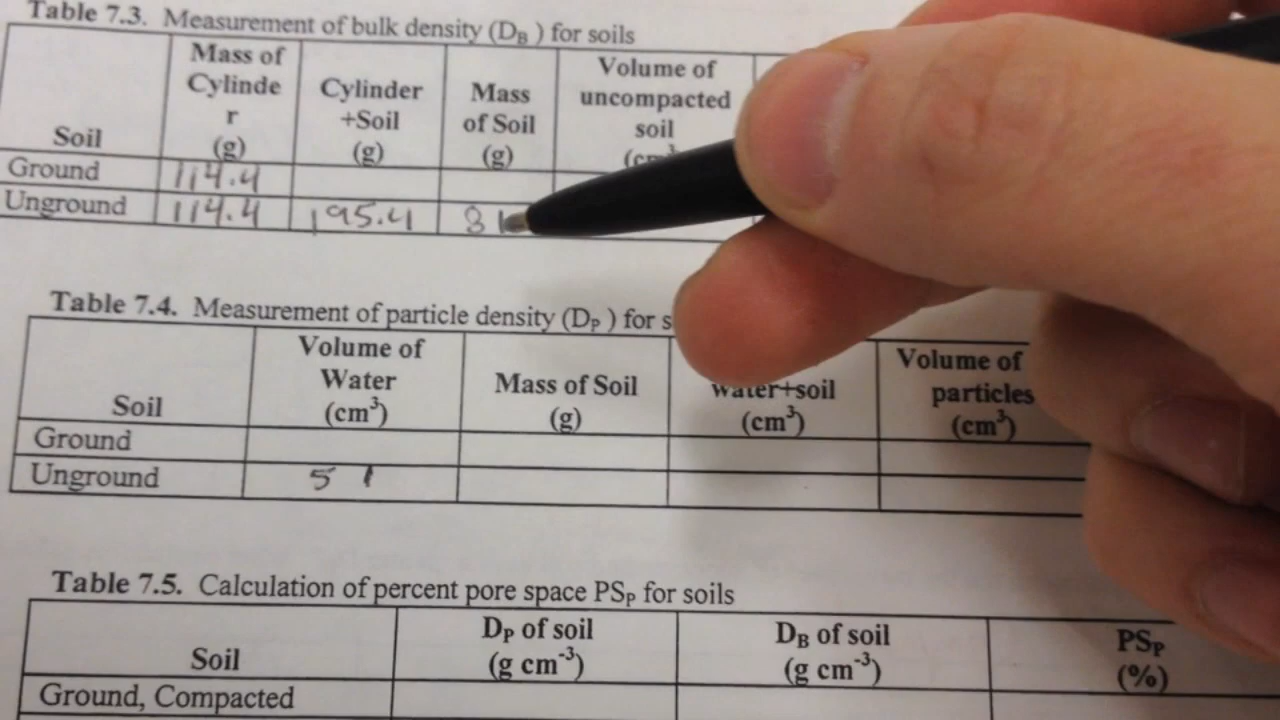 Table 7.3. Measurement of bulk density (D_B) for soils
Soil
Mass of
Cylinde
r
(g)
Cylinder
+Soil
(g)
Mass
of Soil
(g)
Volume of
uncompacted
soil
Ground 114.4
Unground 114.4 195.4 81
Table 7.4. Measurement of particle density (D_P) for s
Soil
Volume of
Water
(cm³)
Mass of Soil
(g)
water+soil
(cm³)
Volume of
particles
(cm³)
Ground
Unground 51
Table 7.5. Calculation of percent pore space PS_P for soils
Soil
D_P of soil
(g cm⁻³)
D_B of soil
(g cm⁻³)
PS_P
(%)
Ground, Compacted